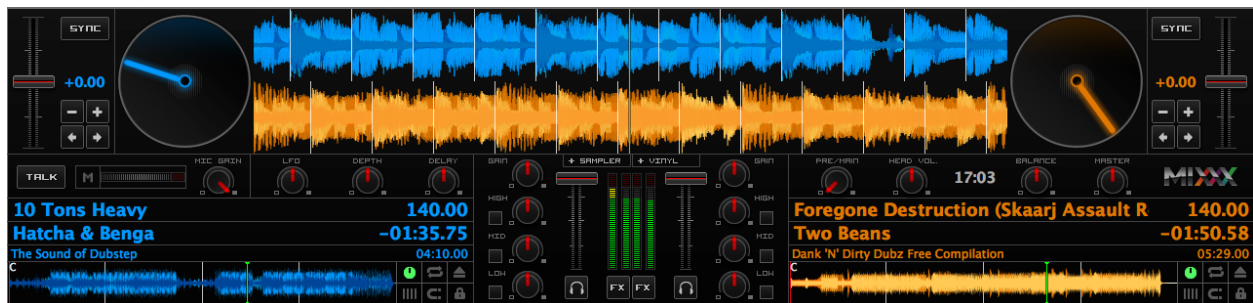 SYNC
SYNC
+0.00
+0.00
MIC GAIN
LFO
DEPTH
DELAY
GAIN
+ SAMPLER
+ VINYL
GAIN
PRE/MAIN
HEAD VOL.
BALANCE
MASTER
TALK
M
17:03
MIXXX
HIGH
HIGH
10 Tons Heavy
140.00
Foregone Destruction (Skaarj Assault R
140.00
Hatcha & Benga
-01:35.75
MID
MID
Two Beans
-01:50.58
The Sound of Dubstep
04:10.00
Dank 'N' Dirty Dubz Free Compilation
05:29.00
C
LOW
FX
FX
LOW
C